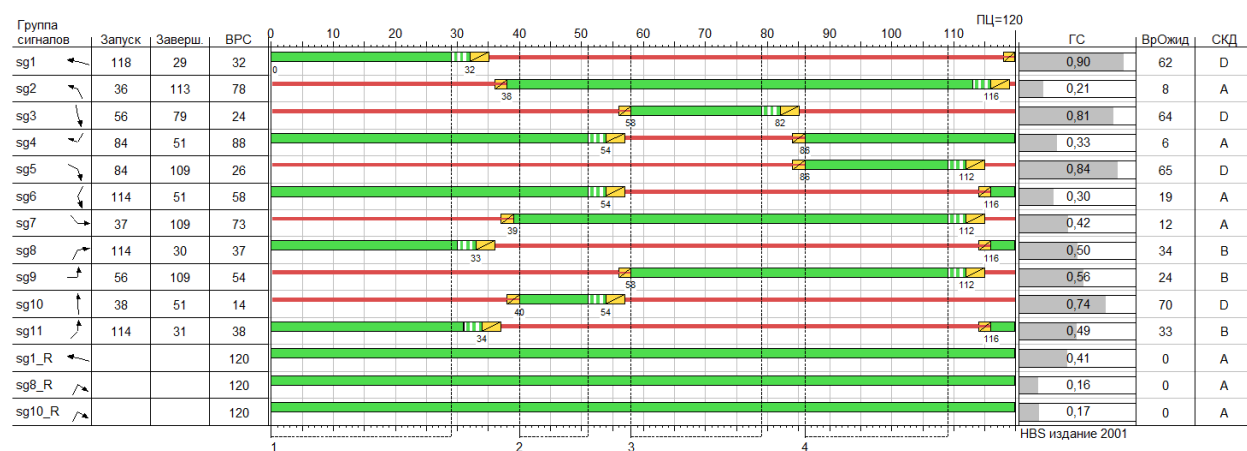 ПЦ=120
Группа сигналов Запуск Заверш. ВРС 0 10 20 30 40 50 60 70 80 90 100 110 ГС ВрОжид СКД
sg1 118 29 32 0,90 62 D
0 32
sg2 36 113 78 0,21 8 A
38 116
sg3 56 79 24 0,81 64 D
58 82
sg4 84 51 88 0,33 6 A
54 86
sg5 84 109 26 0,84 65 D
86 112
sg6 114 51 58 0,30 19 A
54 116
sg7 37 109 73 0,42 12 A
39 112
sg8 114 30 37 0,50 34 B
33 116
sg9 56 109 54 0,56 24 B
58 112
sg10 38 51 14 0,74 70 D
40 54
sg11 114 31 38 0,49 33 B
34 116
sg1_R 120 0,41 0 A
sg8_R 120 0,16 0 A
sg10_R 120 0,17 0 A
HBS издание 2001
1 2 3 4